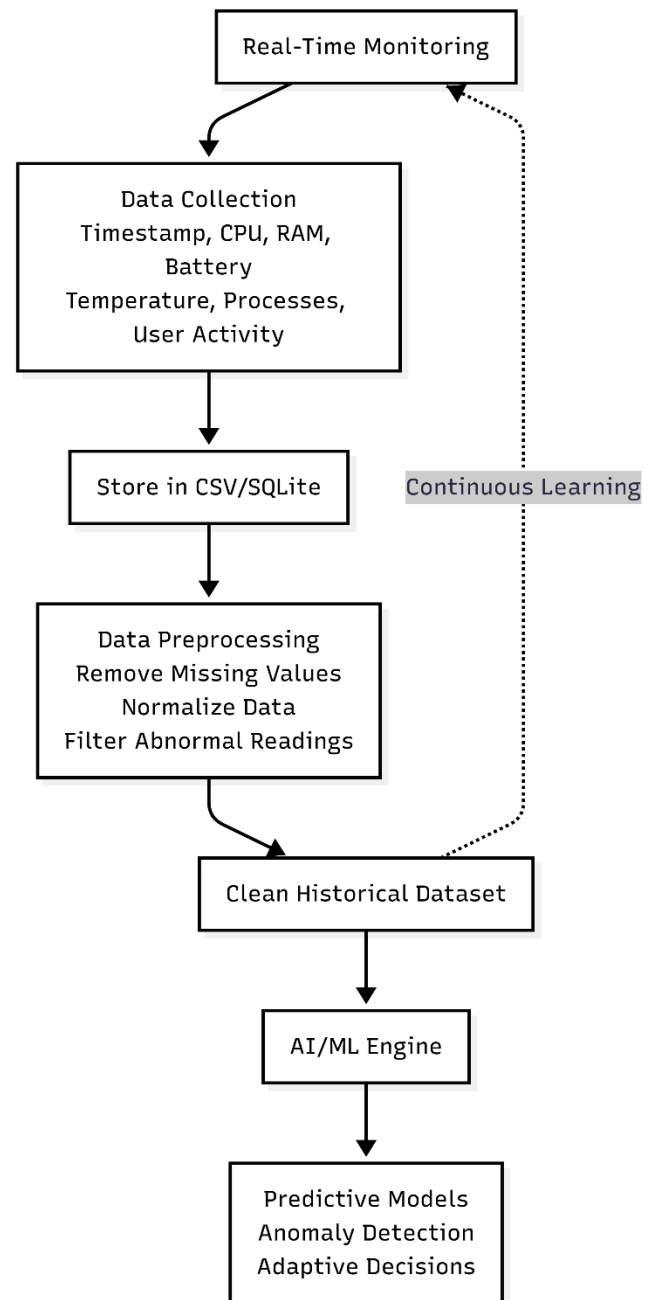 Real-Time Monitoring
Data Collection
Timestamp, CPU, RAM,
Battery
Temperature, Processes,
User Activity
Store in CSV/SQLite
Continuous Learning
Data Preprocessing
Remove Missing Values
Normalize Data
Filter Abnormal Readings
Clean Historical Dataset
AI/ML Engine
Predictive Models
Anomaly Detection
Adaptive Decisions